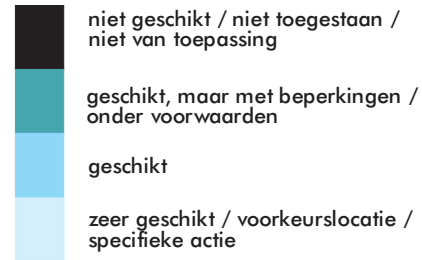 niet geschikt / niet toegestaan /
niet van toepassing
geschikt, maar met beperkingen /
onder voorwaarden
geschikt
zeer geschikt / voorkeurslocatie /
specifieke actie